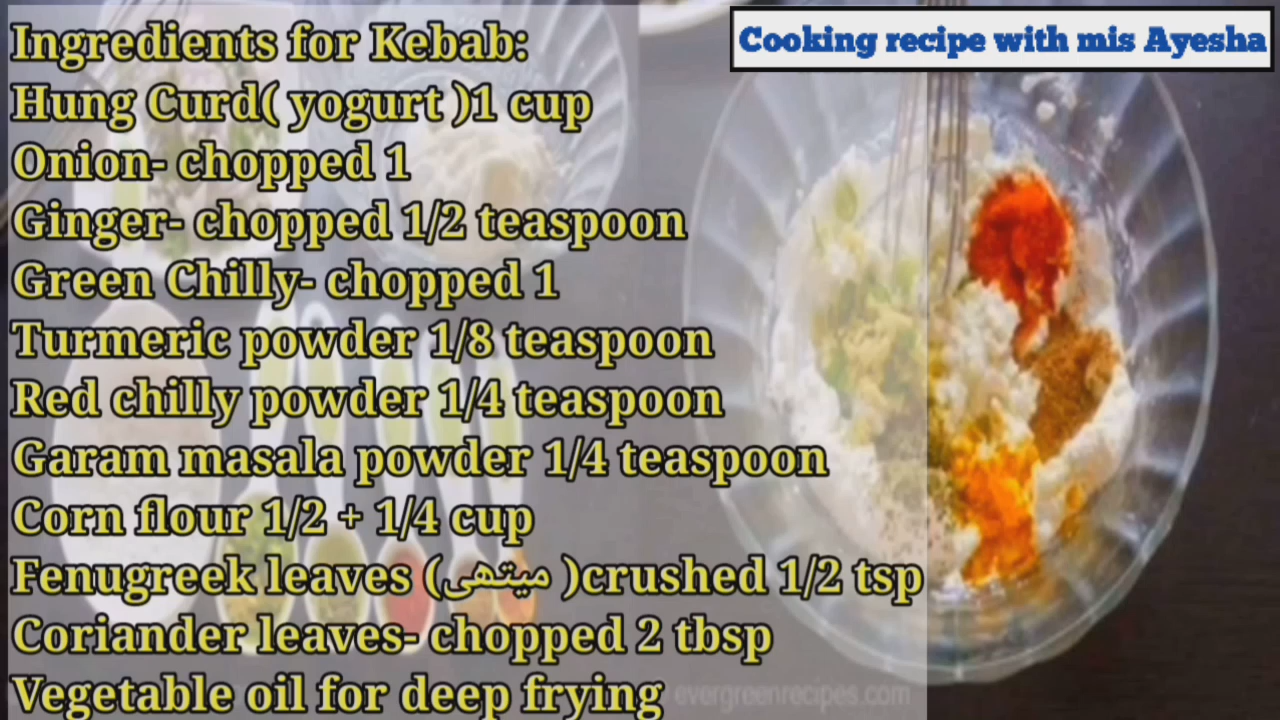 Ingredients for Kebab:
Hung Curd( yogurt )1 cup
Onion- chopped 1
Ginger- chopped 1/2 teaspoon
Green Chilly- chopped 1
Turmeric powder 1/8 teaspoon
Red chilly powder 1/4 teaspoon
Garam masala powder 1/4 teaspoon
Corn flour 1/2 + 1/4 cup
Fenugreek leaves (میتھی )crushed 1/2 tsp
Coriander leaves- chopped 2 tbsp
Vegetable oil for deep frying
Cooking recipe with mis Ayesha
evergreenrecipes.com